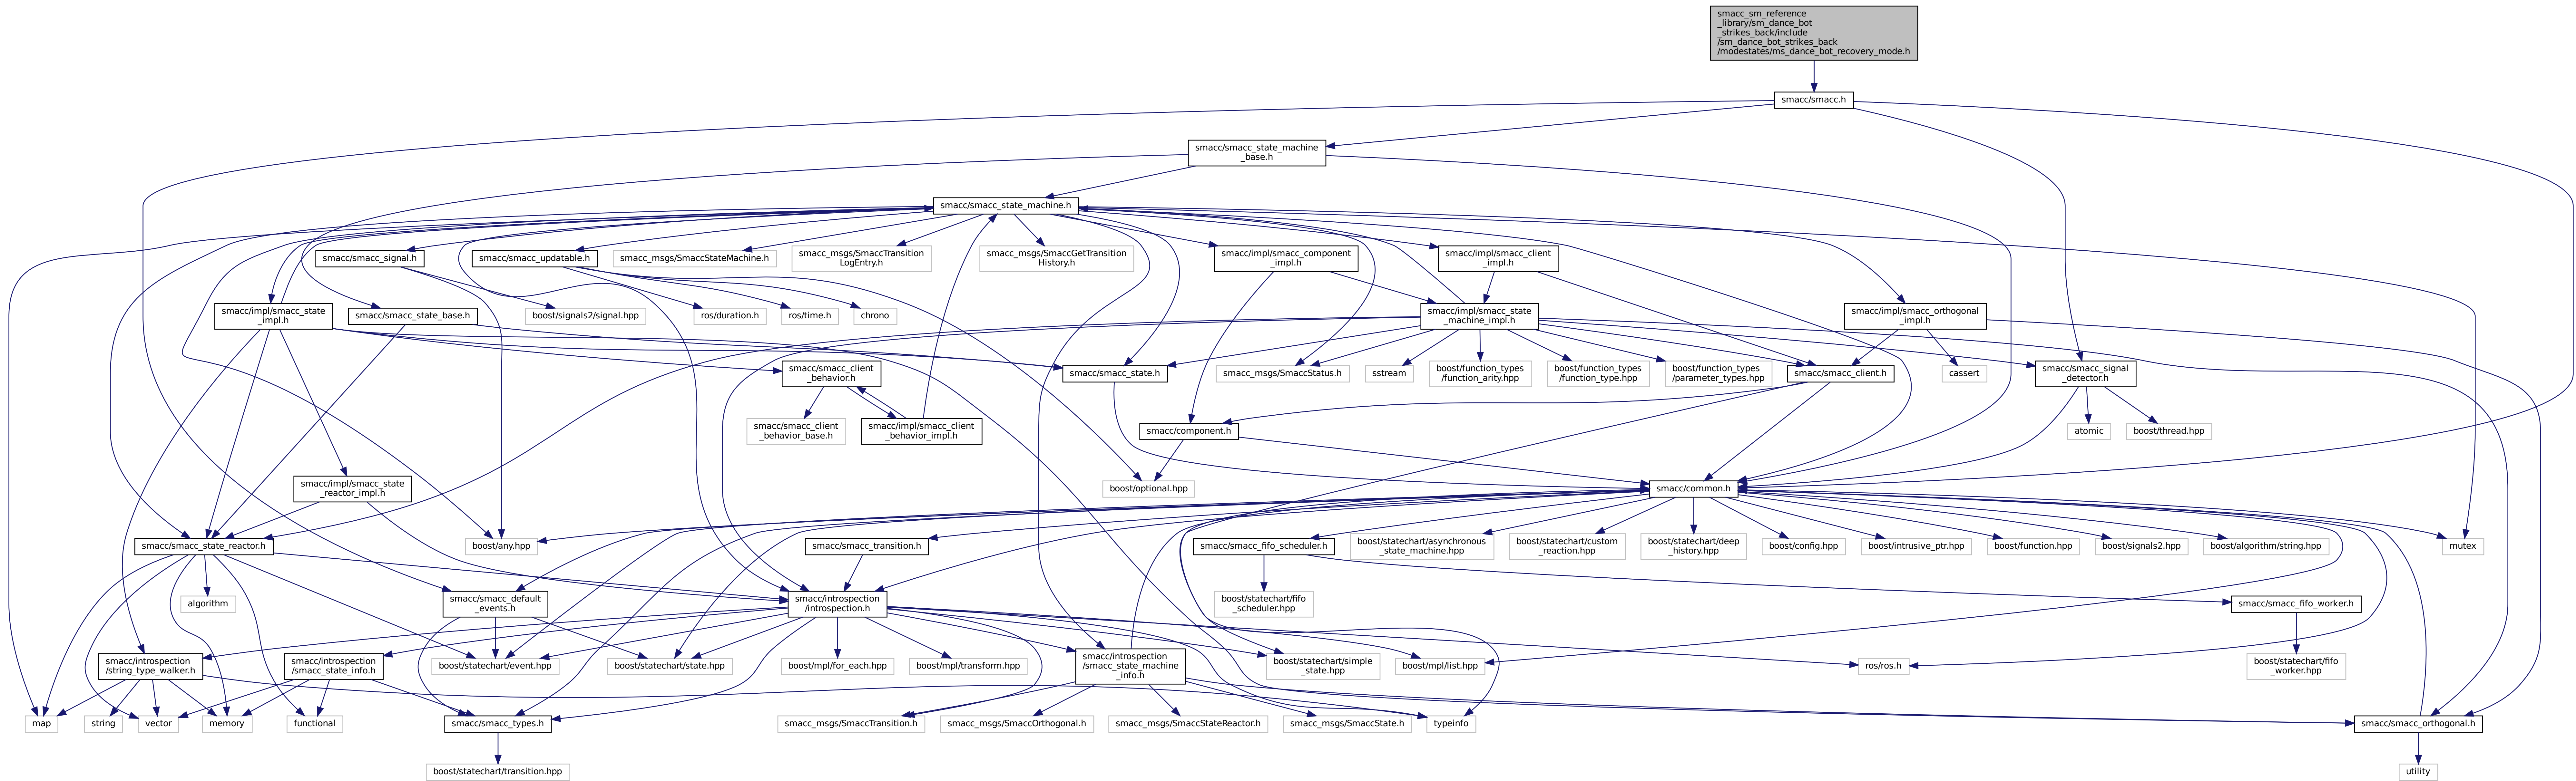 smacc_sm_reference
_library/sm_dance_bot
_strikes_back/include
/sm_dance_bot_strikes_back
/modestates/ms_dance_bot_recovery_mode.h
smacc/smacc.h
smacc/smacc_state_machine
_base.h
smacc/smacc_state_machine.h
smacc/smacc_signal.h
smacc/smacc_updatable.h
smacc_msgs/SmaccStateMachine.h
smacc_msgs/SmaccTransition
LogEntry.h
smacc_msgs/SmaccGetTransition
History.h
smacc/impl/smacc_component
_impl.h
smacc/impl/smacc_client
_impl.h
smacc/impl/smacc_state
_impl.h
smacc/smacc_state_base.h
boost/signals2/signal.hpp
ros/duration.h
ros/time.h
chrono
smacc/impl/smacc_state
_machine_impl.h
smacc/impl/smacc_orthogonal
_impl.h
smacc/smacc_client
_behavior.h
smacc/smacc_state.h
smacc_msgs/SmaccStatus.h
sstream
boost/function_types
/function_arity.hpp
boost/function_types
/function_type.hpp
boost/function_types
/parameter_types.hpp
smacc/smacc_client.h
cassert
smacc/smacc_signal
_detector.h
smacc/smacc_client
_behavior_base.h
smacc/impl/smacc_client
_behavior_impl.h
smacc/component.h
atomic
boost/thread.hpp
smacc/impl/smacc_state
_reactor_impl.h
boost/optional.hpp
smacc/common.h
smacc/smacc_state_reactor.h
boost/any.hpp
smacc/smacc_transition.h
smacc/smacc_fifo_scheduler.h
boost/statechart/asynchronous
_state_machine.hpp
boost/statechart/custom
_reaction.hpp
boost/statechart/deep
_history.hpp
boost/config.hpp
boost/intrusive_ptr.hpp
boost/function.hpp
boost/signals2.hpp
boost/algorithm/string.hpp
mutex
algorithm
smacc/smacc_default
_events.h
smacc/introspection
/introspection.h
boost/statechart/fifo
_scheduler.hpp
smacc/smacc_fifo_worker.h
smacc/introspection
/string_type_walker.h
smacc/introspection
/smacc_state_info.h
boost/statechart/event.hpp
boost/statechart/state.hpp
boost/mpl/for_each.hpp
boost/mpl/transform.hpp
smacc/introspection
/smacc_state_machine
_info.h
boost/statechart/simple
_state.hpp
boost/mpl/list.hpp
ros/ros.h
boost/statechart/fifo
_worker.hpp
map
string
vector
memory
functional
smacc/smacc_types.h
smacc_msgs/SmaccTransition.h
smacc_msgs/SmaccOrthogonal.h
smacc_msgs/SmaccStateReactor.h
smacc_msgs/SmaccState.h
typeinfo
smacc/smacc_orthogonal.h
boost/statechart/transition.hpp
utility